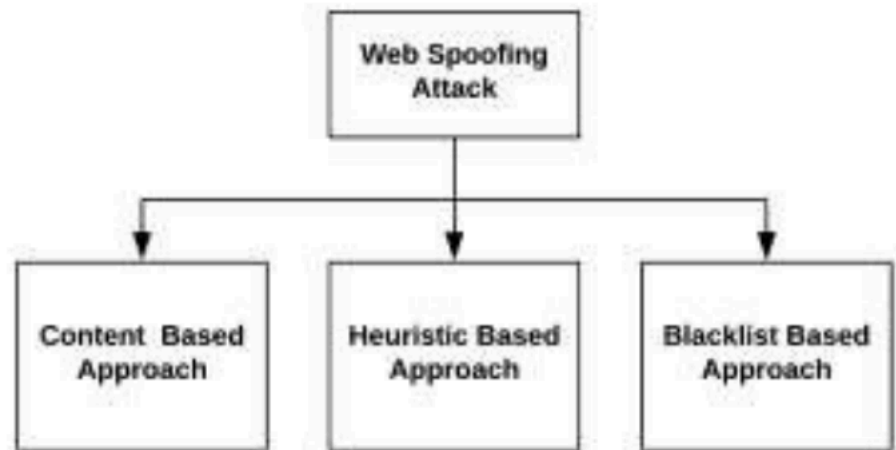 Web Spoofing
Attack
Content Based
Approach
Heuristic Based
Approach
Blacklist Based
Approach